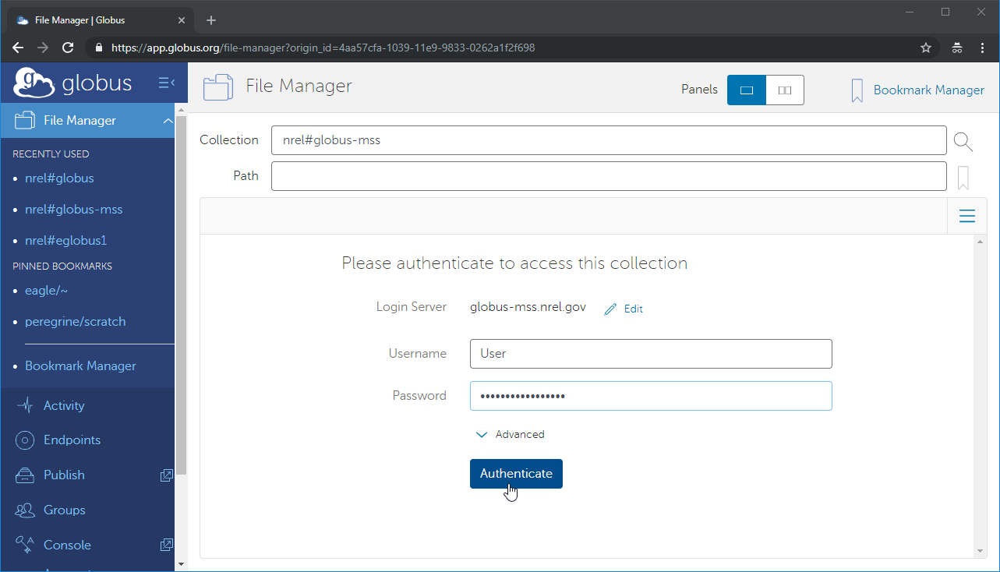 File Manager | Globus
https://app.globus.org/file-manager?origin_id=4aa57cfa-1039-11e9-9833-0262a1f2f698
globus
File Manager
RECENTLY USED
nrel#globus
nrel#globus-mss
nrel#eglobus1
PINNED BOOKMARKS
eagle/~
peregrine/scratch
Bookmark Manager
Activity
Endpoints
Publish
Groups
Console
File Manager
Panels
Bookmark Manager
Collection nrel#globus-mss
Path
Please authenticate to access this collection
Login Server globus-mss.nrel.gov Edit
Username User
Password •••••••••••••••••
Advanced
Authenticate